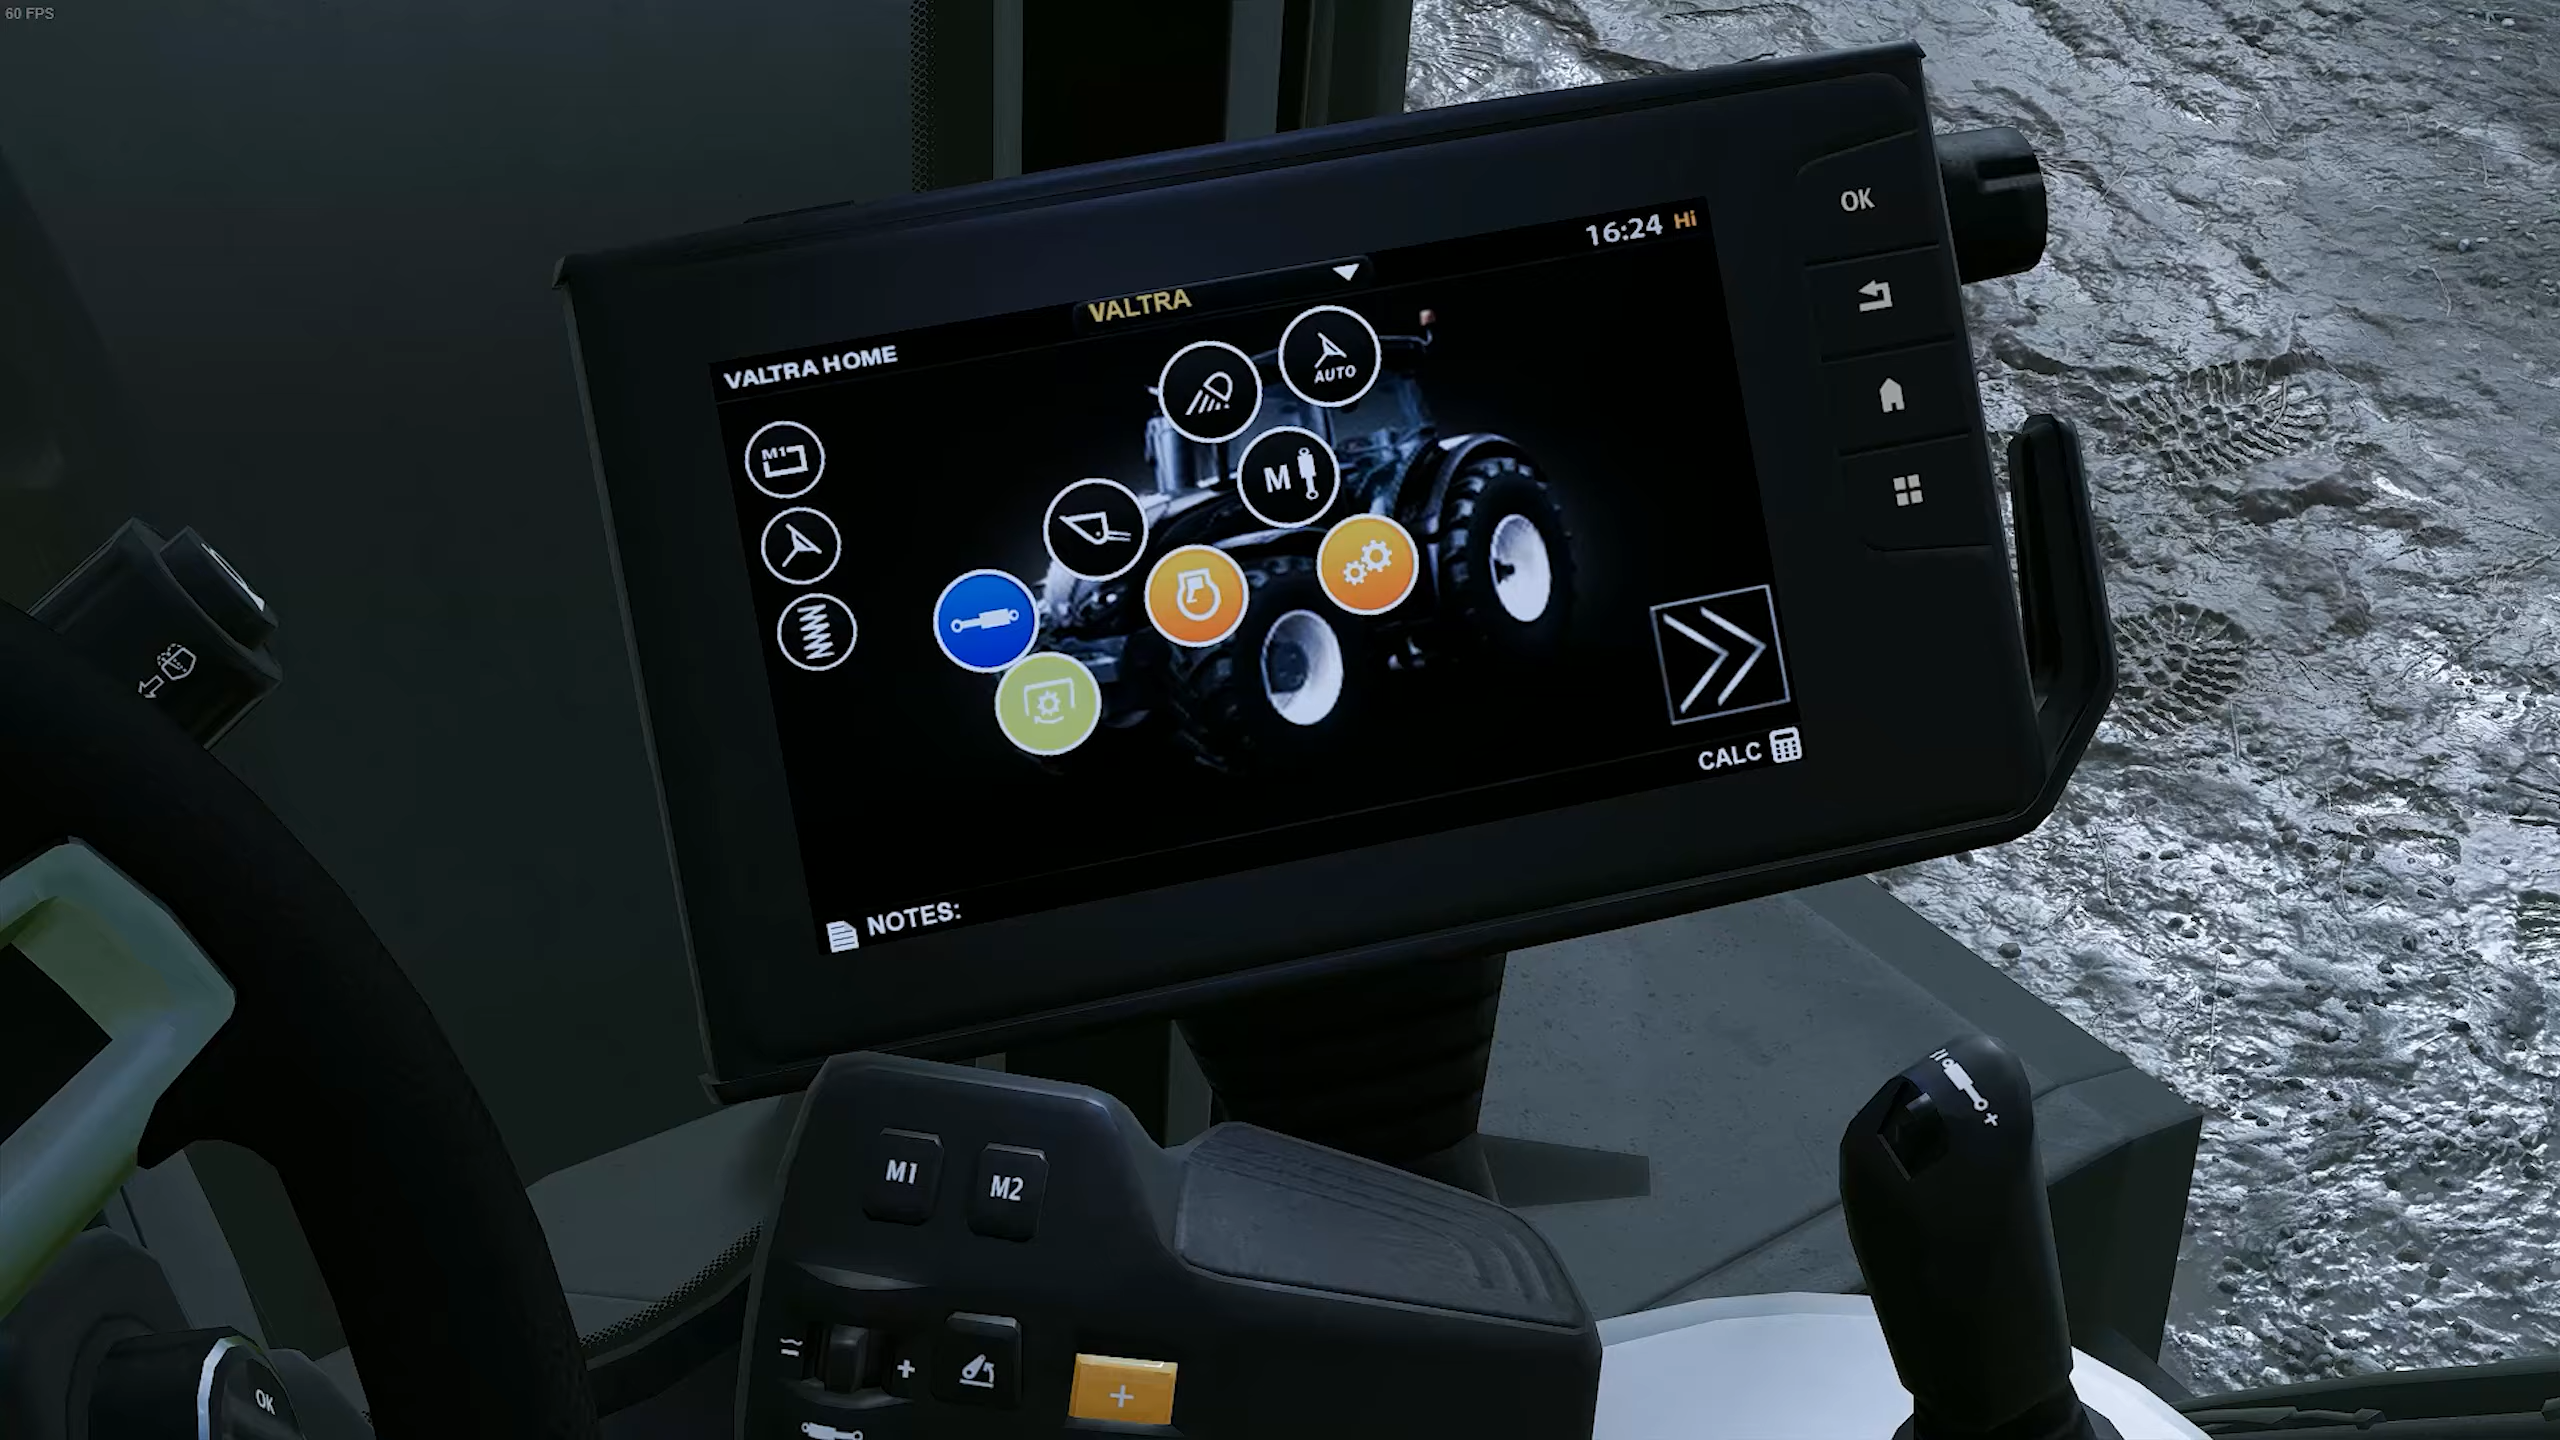 60 FPS
16:24 Hi
VALTRA
VALTRA HOME
AUTO
M1
M
CALC
NOTES:
OK
M1
M2
+
+
+
OK